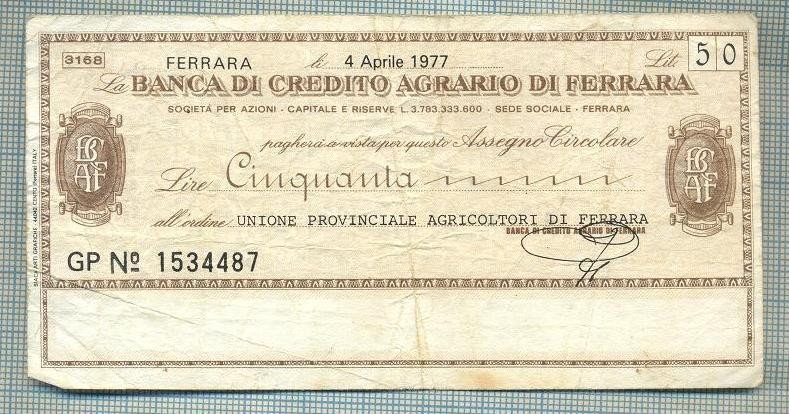 3168 FERRARA li 4 Aprile 1977 Lit. 50
La BANCA DI CREDITO AGRARIO DI FERRARA
SOCIETÀ PER AZIONI - CAPITALE E RISERVE L. 3.783.333.600 - SEDE SOCIALE - FERRARA
pagherà a vista per questo Assegno Circolare
Lire Cinquanta
all'ordine UNIONE PROVINCIALE AGRICOLTORI DI FERRARA
BANCA DI CREDITO AGRARIO DI FERRARA
GP Nº 1534487